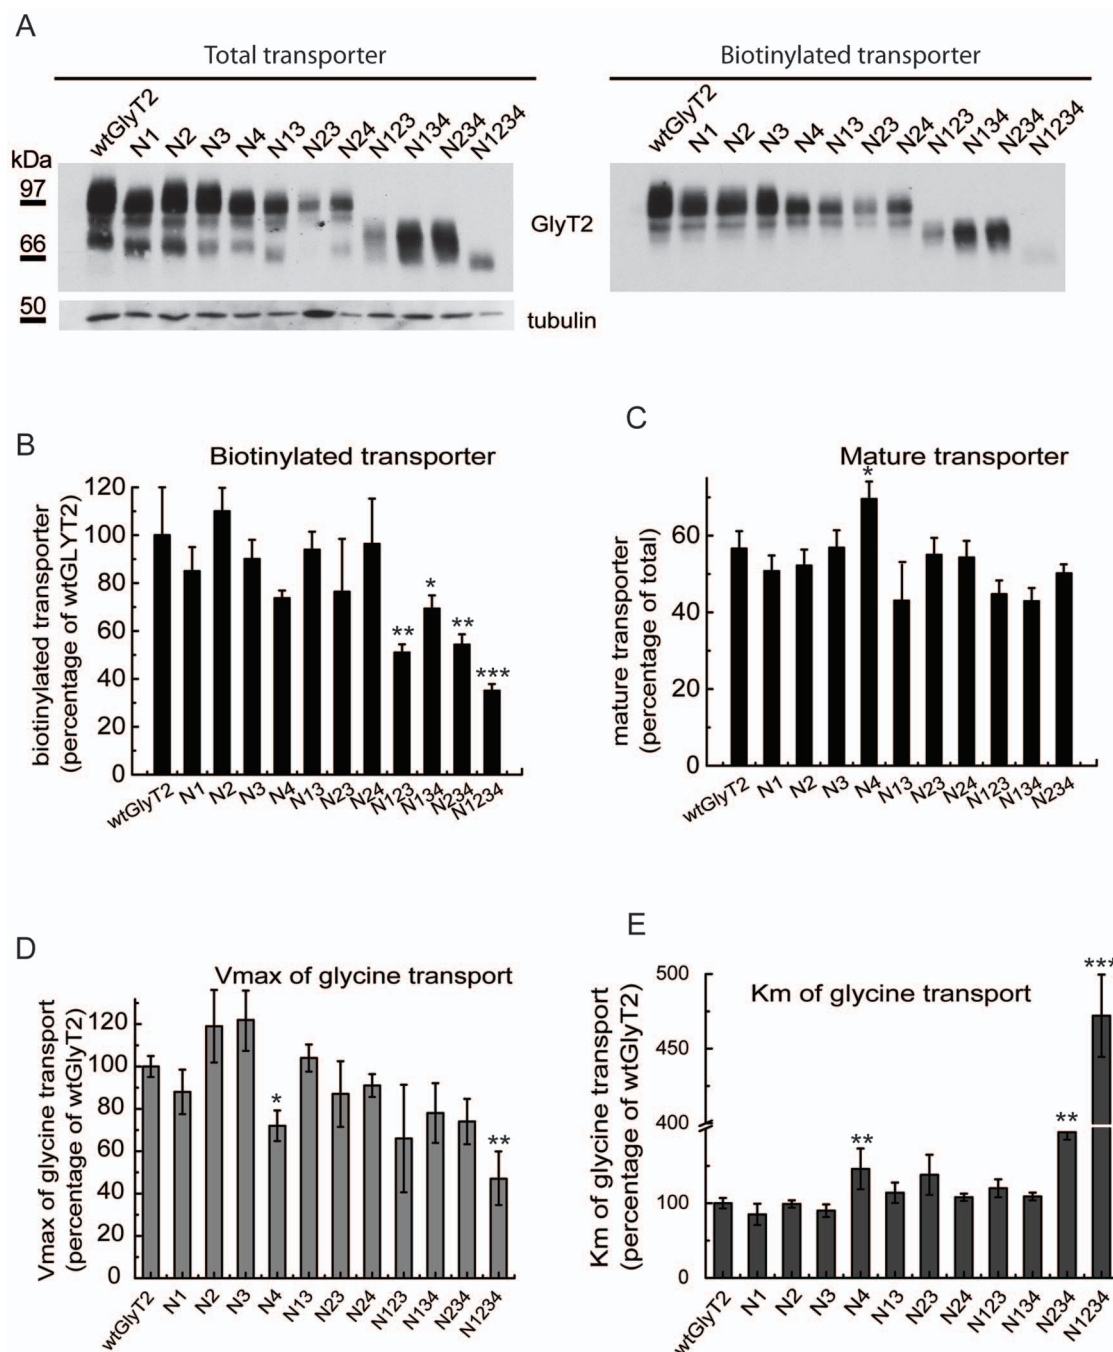 A
Total transporter
Biotinylated transporter
wtGlyT2 N1 N2 N3 N4 N13 N23 N24 N123 N134 N234 N1234
wtGlyT2 N1 N2 N3 N4 N13 N23 N24 N123 N134 N234 N1234
kDa
97
66
50
GlyT2
tubulin
B
Biotinylated transporter
biotinylated transporter
(percentage of wtGLYT2)
120
100
80
60
40
20
0
** * ** ***
wtGlyT2 N1 N2 N3 N4 N13 N23 N24 N123 N134 N234 N1234
C
Mature transporter
mature transporter
(percentage of total)
60
40
20
0
*
wtGlyT2 N1 N2 N3 N4 N13 N23 N24 N123 N134 N234
D
Vmax of glycine transport
Vmax of glycine transport
(percentage of wtGlyT2)
120
100
80
60
40
20
0
* **
wtGlyT2 N1 N2 N3 N4 N13 N23 N24 N123 N134 N234 N1234
E
Km of glycine transport
Km of glycine transport
(percentage of wtGlyT2)
500
450
400
100
0
** ** ***
wtGlyT2 N1 N2 N3 N4 N13 N23 N24 N123 N134 N234 N1234